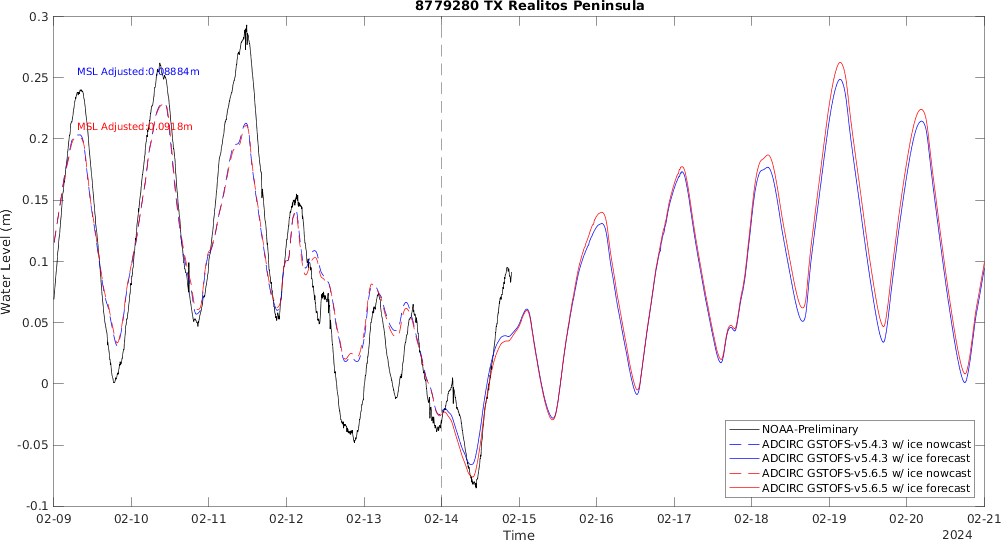 8779280 TX Realitos Peninsula
0.3
0.25
0.2
0.15
0.1
0.05
0
-0.05
-0.1
Water Level (m)
MSL Adjusted:0.08884m
MSL Adjusted:0.0918m
NOAA-Preliminary
ADCIRC GSTOFS-v5.4.3 w/ ice nowcast
ADCIRC GSTOFS-v5.4.3 w/ ice forecast
ADCIRC GSTOFS-v5.6.5 w/ ice nowcast
ADCIRC GSTOFS-v5.6.5 w/ ice forecast
02-09 02-10 02-11 02-12 02-13 02-14 02-15 02-16 02-17 02-18 02-19 02-20 02-21
Time
2024